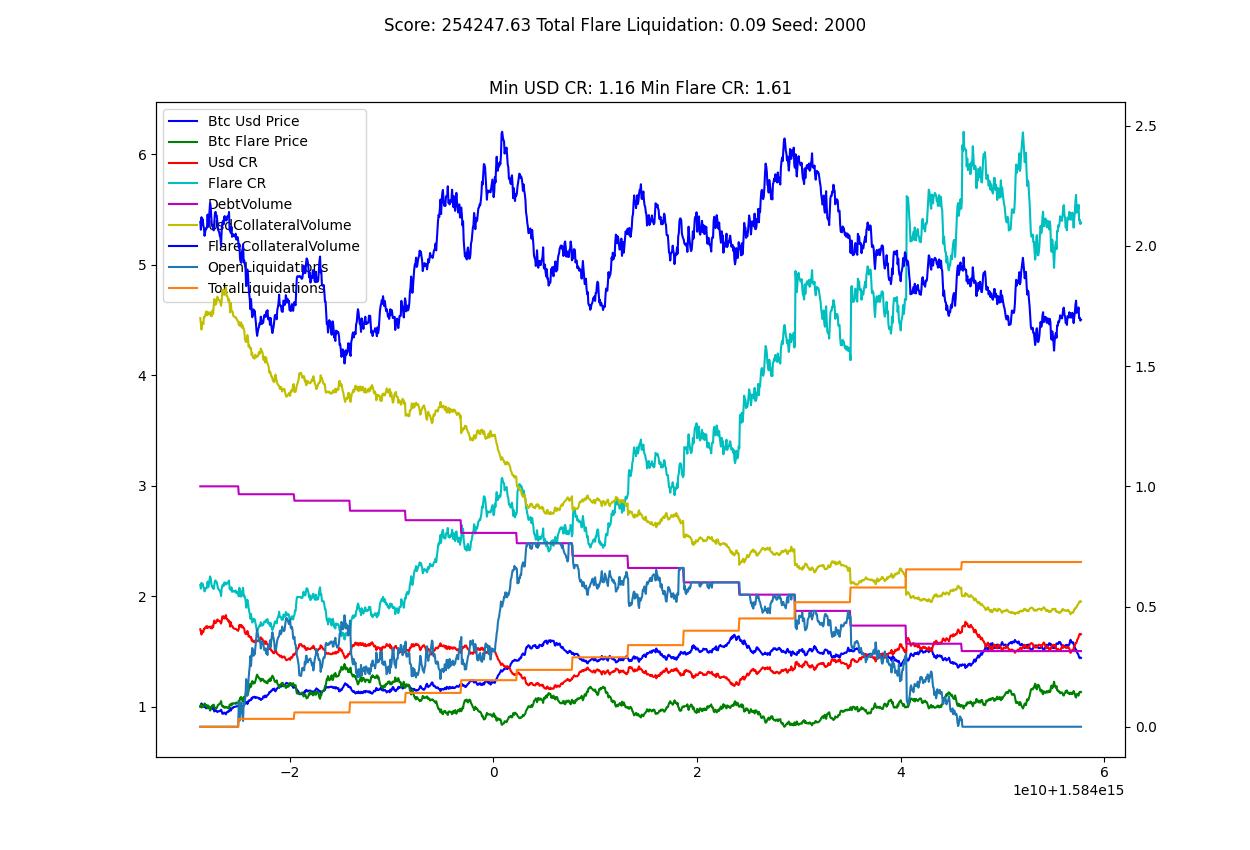 Score: 254247.63 Total Flare Liquidation: 0.09 Seed: 2000
Min USD CR: 1.16 Min Flare CR: 1.61
Btc Usd Price
Btc Flare Price
Usd CR
Flare CR
DebtVolume
UsdCollateralVolume
FlareCollateralVolume
OpenLiquidations
TotalLiquidations
6
5
4
3
2
1
2.5
2.0
1.5
1.0
0.5
0.0
−2
0
2
4
6
1e10+1.584e15